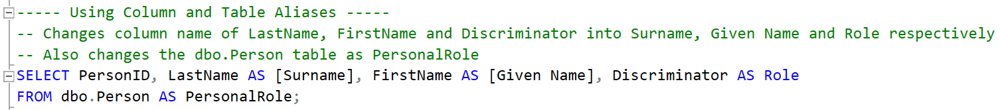 ----- Using Column and Table Aliases -----
-- Changes column name of LastName, FirstName and Discriminator into Surname, Given Name and Role respectively
-- Also changes the dbo.Person table as PersonalRole
SELECT PersonID, LastName AS [Surname], FirstName AS [Given Name], Discriminator AS Role
FROM dbo.Person AS PersonalRole;